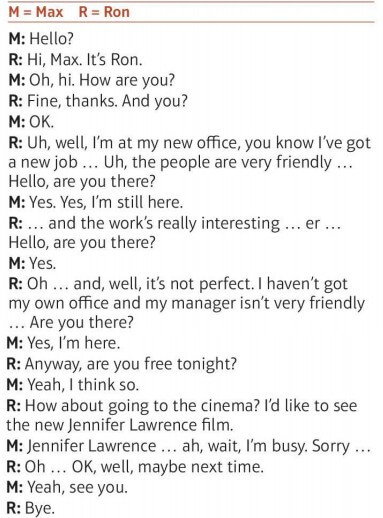 M = Max R = Ron
M: Hello?
R: Hi, Max. It's Ron.
M: Oh, hi. How are you?
R: Fine, thanks. And you?
M: OK.
R: Uh, well, I'm at my new office, you know I've got
a new job … Uh, the people are very friendly …
Hello, are you there?
M: Yes. Yes, I'm still here.
R: … and the work's really interesting … er …
Hello, are you there?
M: Yes.
R: Oh … and, well, it's not perfect. I haven't got
my own office and my manager isn't very friendly
… Are you there?
M: Yes, I'm here.
R: Anyway, are you free tonight?
M: Yeah, I think so.
R: How about going to the cinema? I'd like to see
the new Jennifer Lawrence film.
M: Jennifer Lawrence … ah, wait, I'm busy. Sorry …
R: Oh … OK, well, maybe next time.
M: Yeah, see you.
R: Bye.